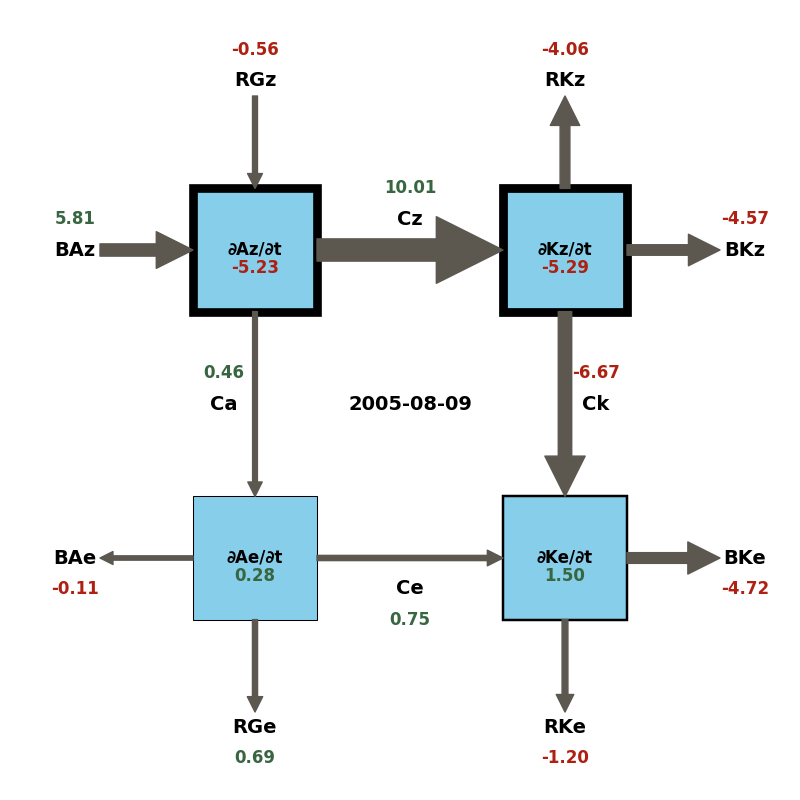 -0.56
RGz
-4.06
RKz
10.01
Cz
5.81
BAz
∂Az/∂t
-5.23
∂Kz/∂t
-5.29
-4.57
BKz
0.46
Ca
2005-08-09
-6.67
Ck
BAe
-0.11
∂Ae/∂t
0.28
Ce
0.75
∂Ke/∂t
1.50
BKe
-4.72
RGe
0.69
RKe
-1.20